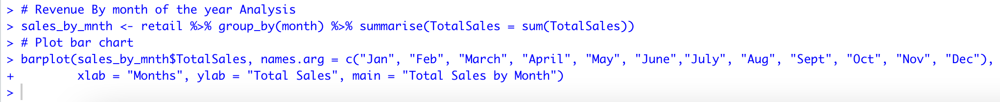 > # Revenue By month of the year Analysis
> sales_by_mnth <- retail %>% group_by(month) %>% summarise(TotalSales = sum(TotalSales))
> # Plot bar chart
> barplot(sales_by_mnth$TotalSales, names.arg = c("Jan", "Feb", "March", "April", "May", "June","July", "Aug", "Sept", "Oct", "Nov", "Dec"),
+         xlab = "Months", ylab = "Total Sales", main = "Total Sales by Month")
>